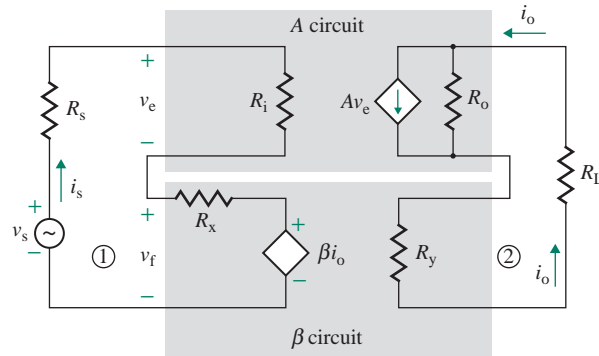 A circuit
i_o
+
R_s
v_e
R_i
Av_e
R_o
−
i_s
R_L
+
v_s
~
−
①
+
v_f
−
R_x
+
βi_o
−
R_y
②
i_o
β circuit